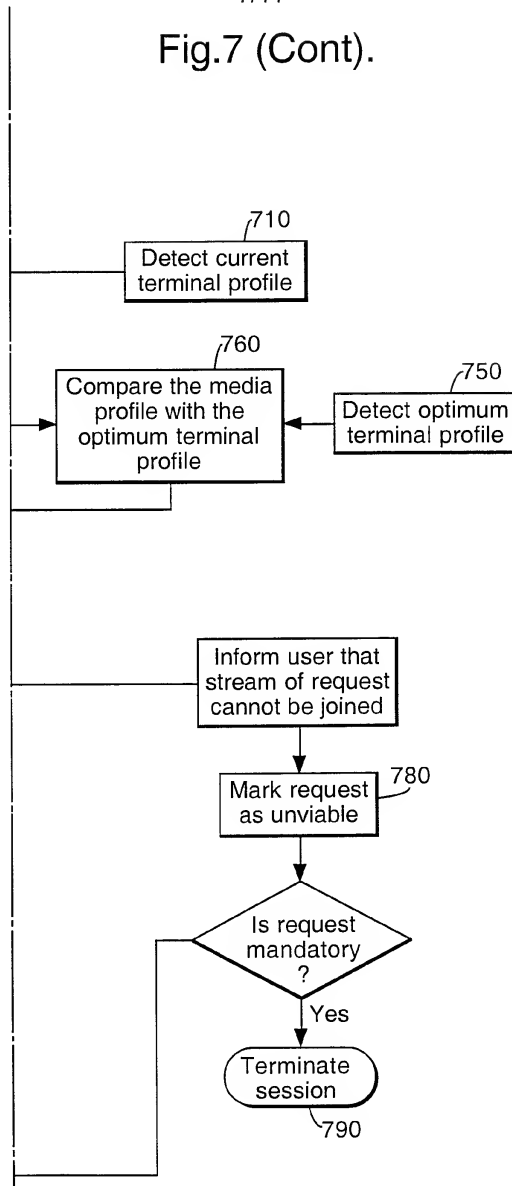 Fig.7 (Cont).
710
Detect current
terminal profile
760
Compare the media
profile with the
optimum terminal
profile
750
Detect optimum
terminal profile
Inform user that
stream of request
cannot be joined
780
Mark request
as unviable
Is request
mandatory
?
Yes
Terminate
session
790